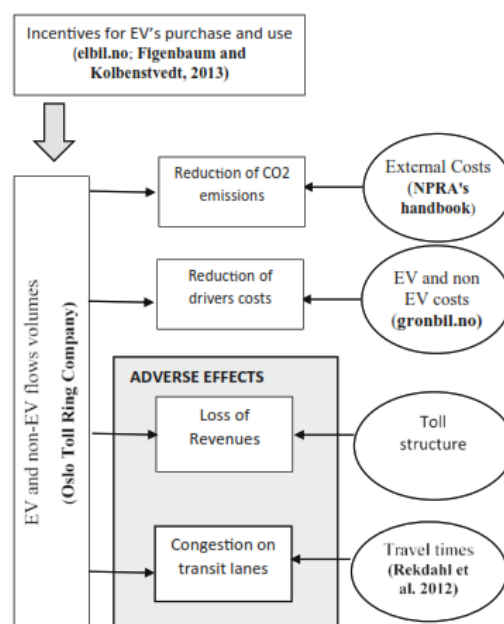 Incentives for EV's purchase and use
(elbil.no; Figenbaum and
Kolbenstvedt, 2013)
EV and non-EV flows volumes
(Oslo Toll Ring Company)
Reduction of CO2
emissions
External Costs
(NPRA's
handbook)
Reduction of
drivers costs
EV and non
EV costs
(gronbil.no)
ADVERSE EFFECTS
Loss of
Revenues
Toll
structure
Congestion on
transit lanes
Travel times
(Rekdahl et
al. 2012)